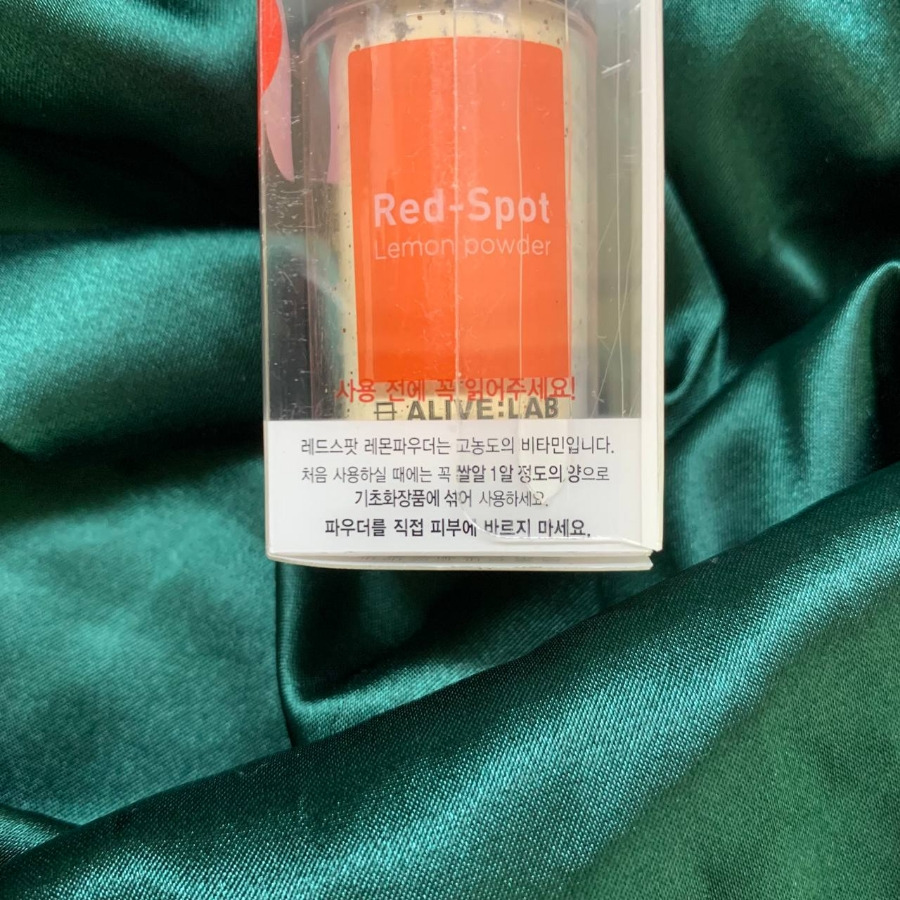 Red-Spot
Lemon powder
사용 전에 꼭 읽어주세요!
ALIVE:LAB
레드스팟 레몬파우더는 고농도의 비타민입니다.
처음 사용하실 때에는 꼭 쌀알 1알 정도의 양으로
기초화장품에 섞어 사용하세요.
파우더를 직접 피부에 바르지 마세요.